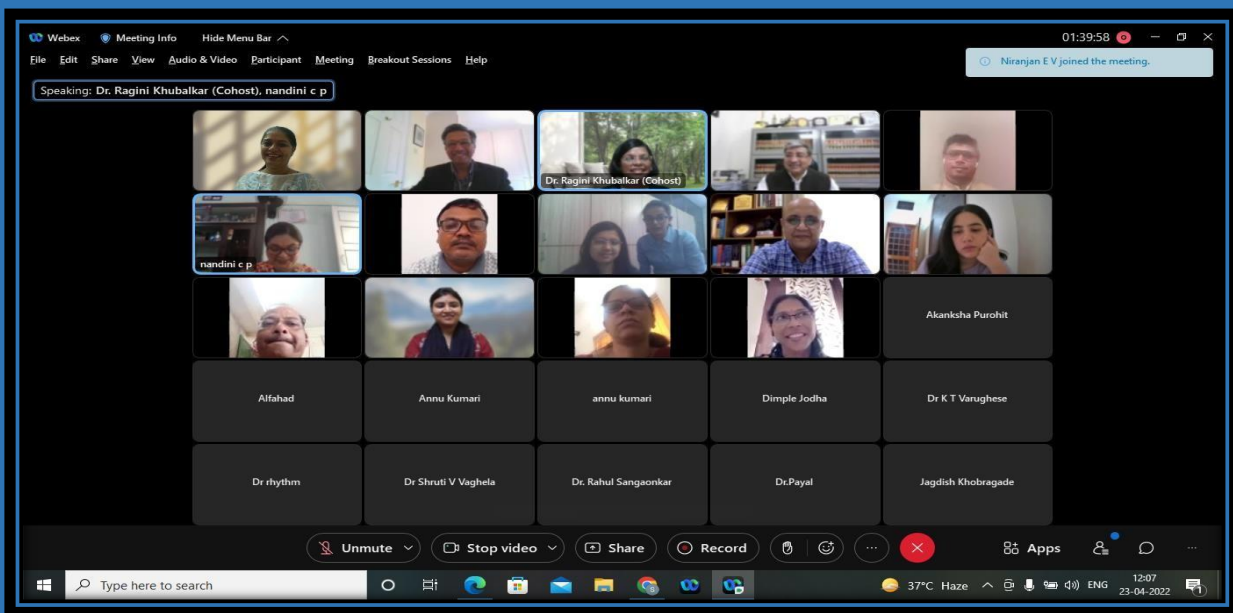 Webex Meeting Info Hide Menu Bar 01:39:58
File Edit Share View Audio & Video Participant Meeting Breakout Sessions Help
Niranjan E V joined the meeting.
Speaking: Dr. Ragini Khubalkar (Cohost), nandini c p
Dr. Ragini Khubalkar (Cohost)
nandini c p
Akanksha Purohit
Alfahad Annu Kumari annu kumari Dimple Jodha Dr K T Varughese
Dr rhythm Dr Shruti V Vaghela Dr. Rahul Sangaonkar Dr.Payal Jagdish Khobragade
Unmute Stop video Share Record Apps
Type here to search 37°C Haze ENG 12:07
23-04-2022